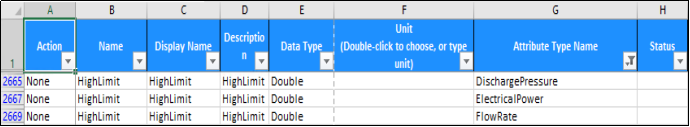 A B C D E F G H
1 Action Name Display Name Descriptio
n Data Type Unit
(Double-click to choose, or type
unit) Attribute Type Name Status
2665 None HighLimit HighLimit HighLimit Double DischargePressure
2667 None HighLimit HighLimit HighLimit Double ElectricalPower
2669 None HighLimit HighLimit HighLimit Double FlowRate